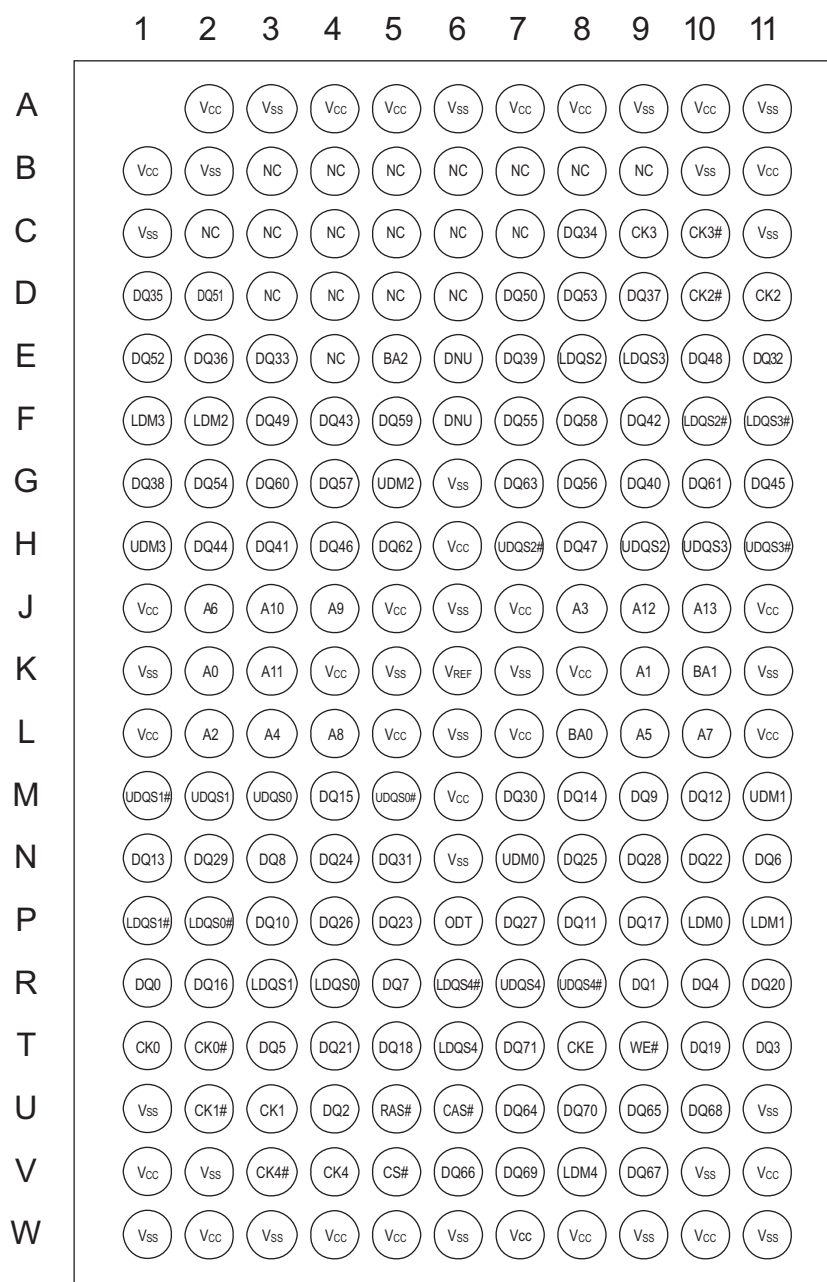 1 2 3 4 5 6 7 8 9 10 11
A Vcc Vss Vcc Vcc Vss Vcc Vcc Vss Vcc Vss
B Vcc Vss NC NC NC NC NC NC NC Vss Vcc
C Vss NC NC NC NC NC NC DQ34 CK3 CK3# Vss
D DQ35 DQ51 NC NC NC NC DQ50 DQ53 DQ37 CK2# CK2
E DQ52 DQ36 DQ33 NC BA2 DNU DQ39 LDQS2 LDQS3 DQ48 DQ32
F LDM3 LDM2 DQ49 DQ43 DQ59 DNU DQ55 DQ58 DQ42 LDQS2# LDQS3#
G DQ38 DQ54 DQ60 DQ57 UDM2 Vss DQ63 DQ56 DQ40 DQ61 DQ45
H UDM3 DQ44 DQ41 DQ46 DQ62 Vcc UDQS2# DQ47 UDQS2 UDQS3 UDQS3#
J Vcc A6 A10 A9 Vcc Vss Vcc A3 A12 A13 Vcc
K Vss A0 A11 Vcc Vss VREF Vss Vcc A1 BA1 Vss
L Vcc A2 A4 A8 Vcc Vss Vcc BA0 A5 A7 Vcc
M UDQS1# UDQS1 UDQS0 DQ15 UDQS0# Vcc DQ30 DQ14 DQ9 DQ12 UDM1
N DQ13 DQ29 DQ8 DQ24 DQ31 Vss UDM0 DQ25 DQ28 DQ22 DQ6
P LDQS1# LDQS0# DQ10 DQ26 DQ23 ODT DQ27 DQ11 DQ17 LDM0 LDM1
R DQ0 DQ16 LDQS1 LDQS0 DQ7 LDQS4# UDQS4 UDQS4# DQ1 DQ4 DQ20
T CK0 CK0# DQ5 DQ21 DQ18 LDQS4 DQ71 CKE WE# DQ19 DQ3
U Vss CK1# CK1 DQ2 RAS# CAS# DQ64 DQ70 DQ65 DQ68 Vss
V Vcc Vss CK4# CK4 CS# DQ66 DQ69 LDM4 DQ67 Vss Vcc
W Vss Vcc Vss Vcc Vcc Vss Vcc Vcc Vss Vcc Vss